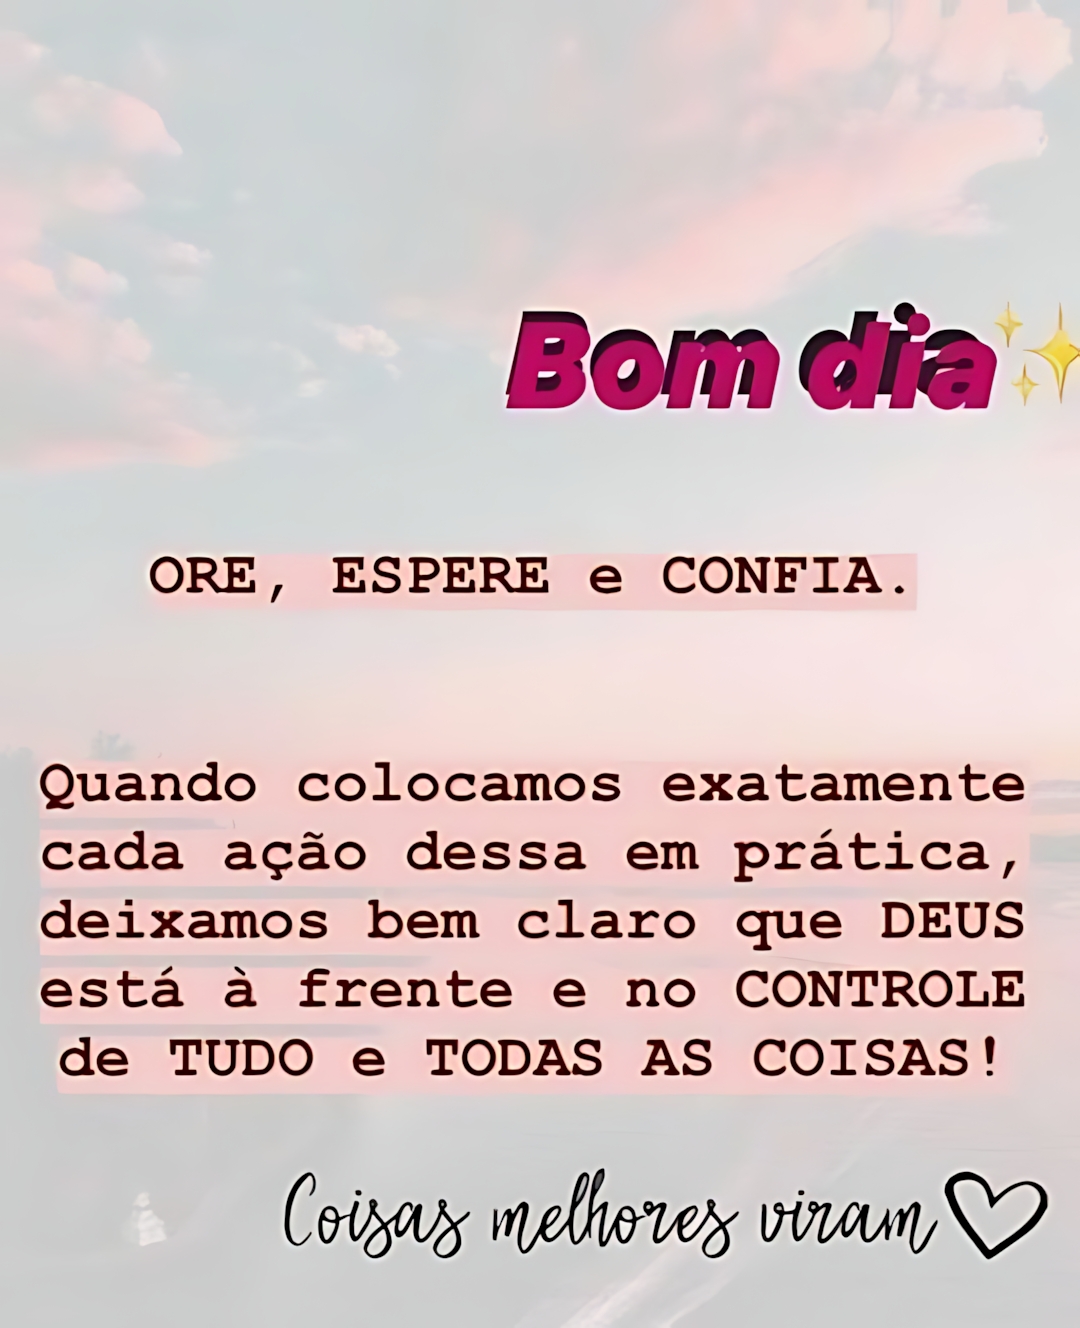 Bom dia✨
ORE, ESPERE e CONFIA.
Quando colocamos exatamente
cada ação dessa em prática,
deixamos bem claro que DEUS
está à frente e no CONTROLE
de TUDO e TODAS AS COISAS!
Coisas melhores viram♡